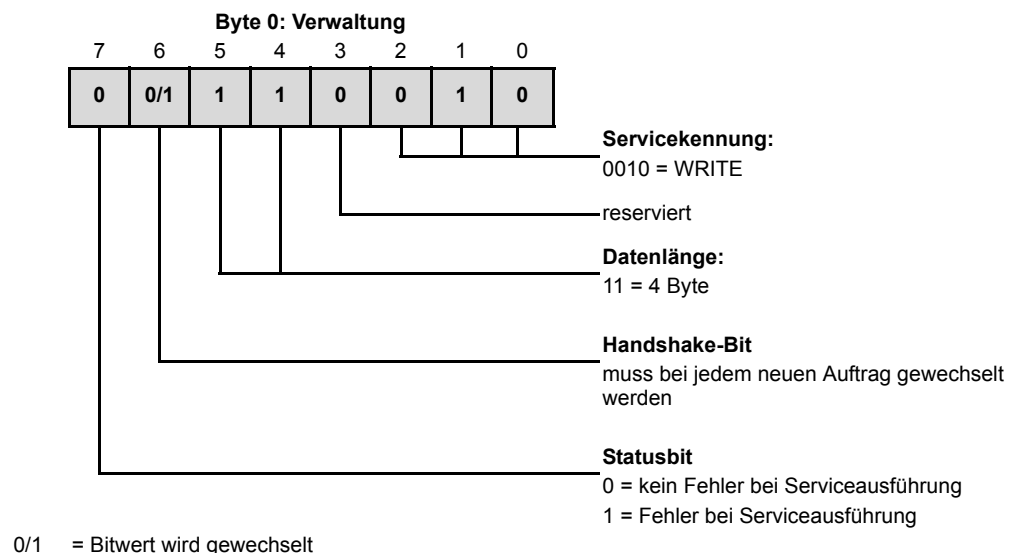 Byte 0: Verwaltung
7 6 5 4 3 2 1 0
0 0/1 1 1 0 0 1 0
Servicekennung:
0010 = WRITE
reserviert
Datenlänge:
11 = 4 Byte
Handshake-Bit
muss bei jedem neuen Auftrag gewechselt
werden
Statusbit
0 = kein Fehler bei Serviceausführung
1 = Fehler bei Serviceausführung
0/1 = Bitwert wird gewechselt